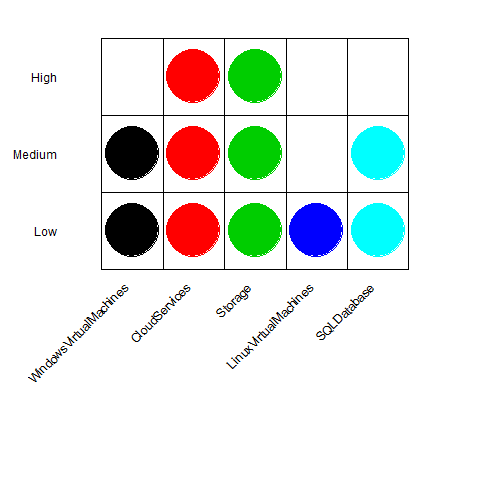 High
Medium
Low
WindowsVirtualMachines
CloudServices
Storage
LinuxVirtualMachines
SQLDatabase